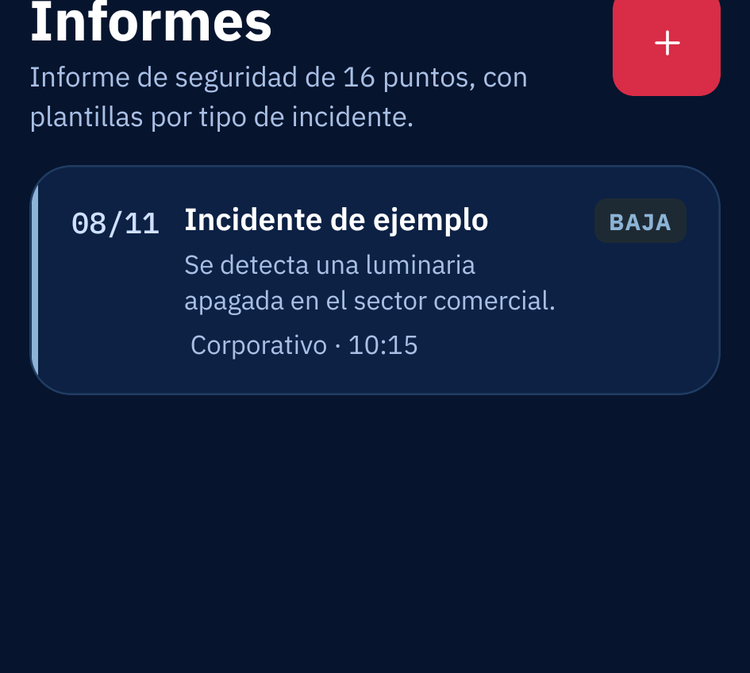 Informes
+
Informe de seguridad de 16 puntos, con
plantillas por tipo de incidente.
08/11 Incidente de ejemplo BAJA
Se detecta una luminaria
apagada en el sector comercial.
Corporativo · 10:15